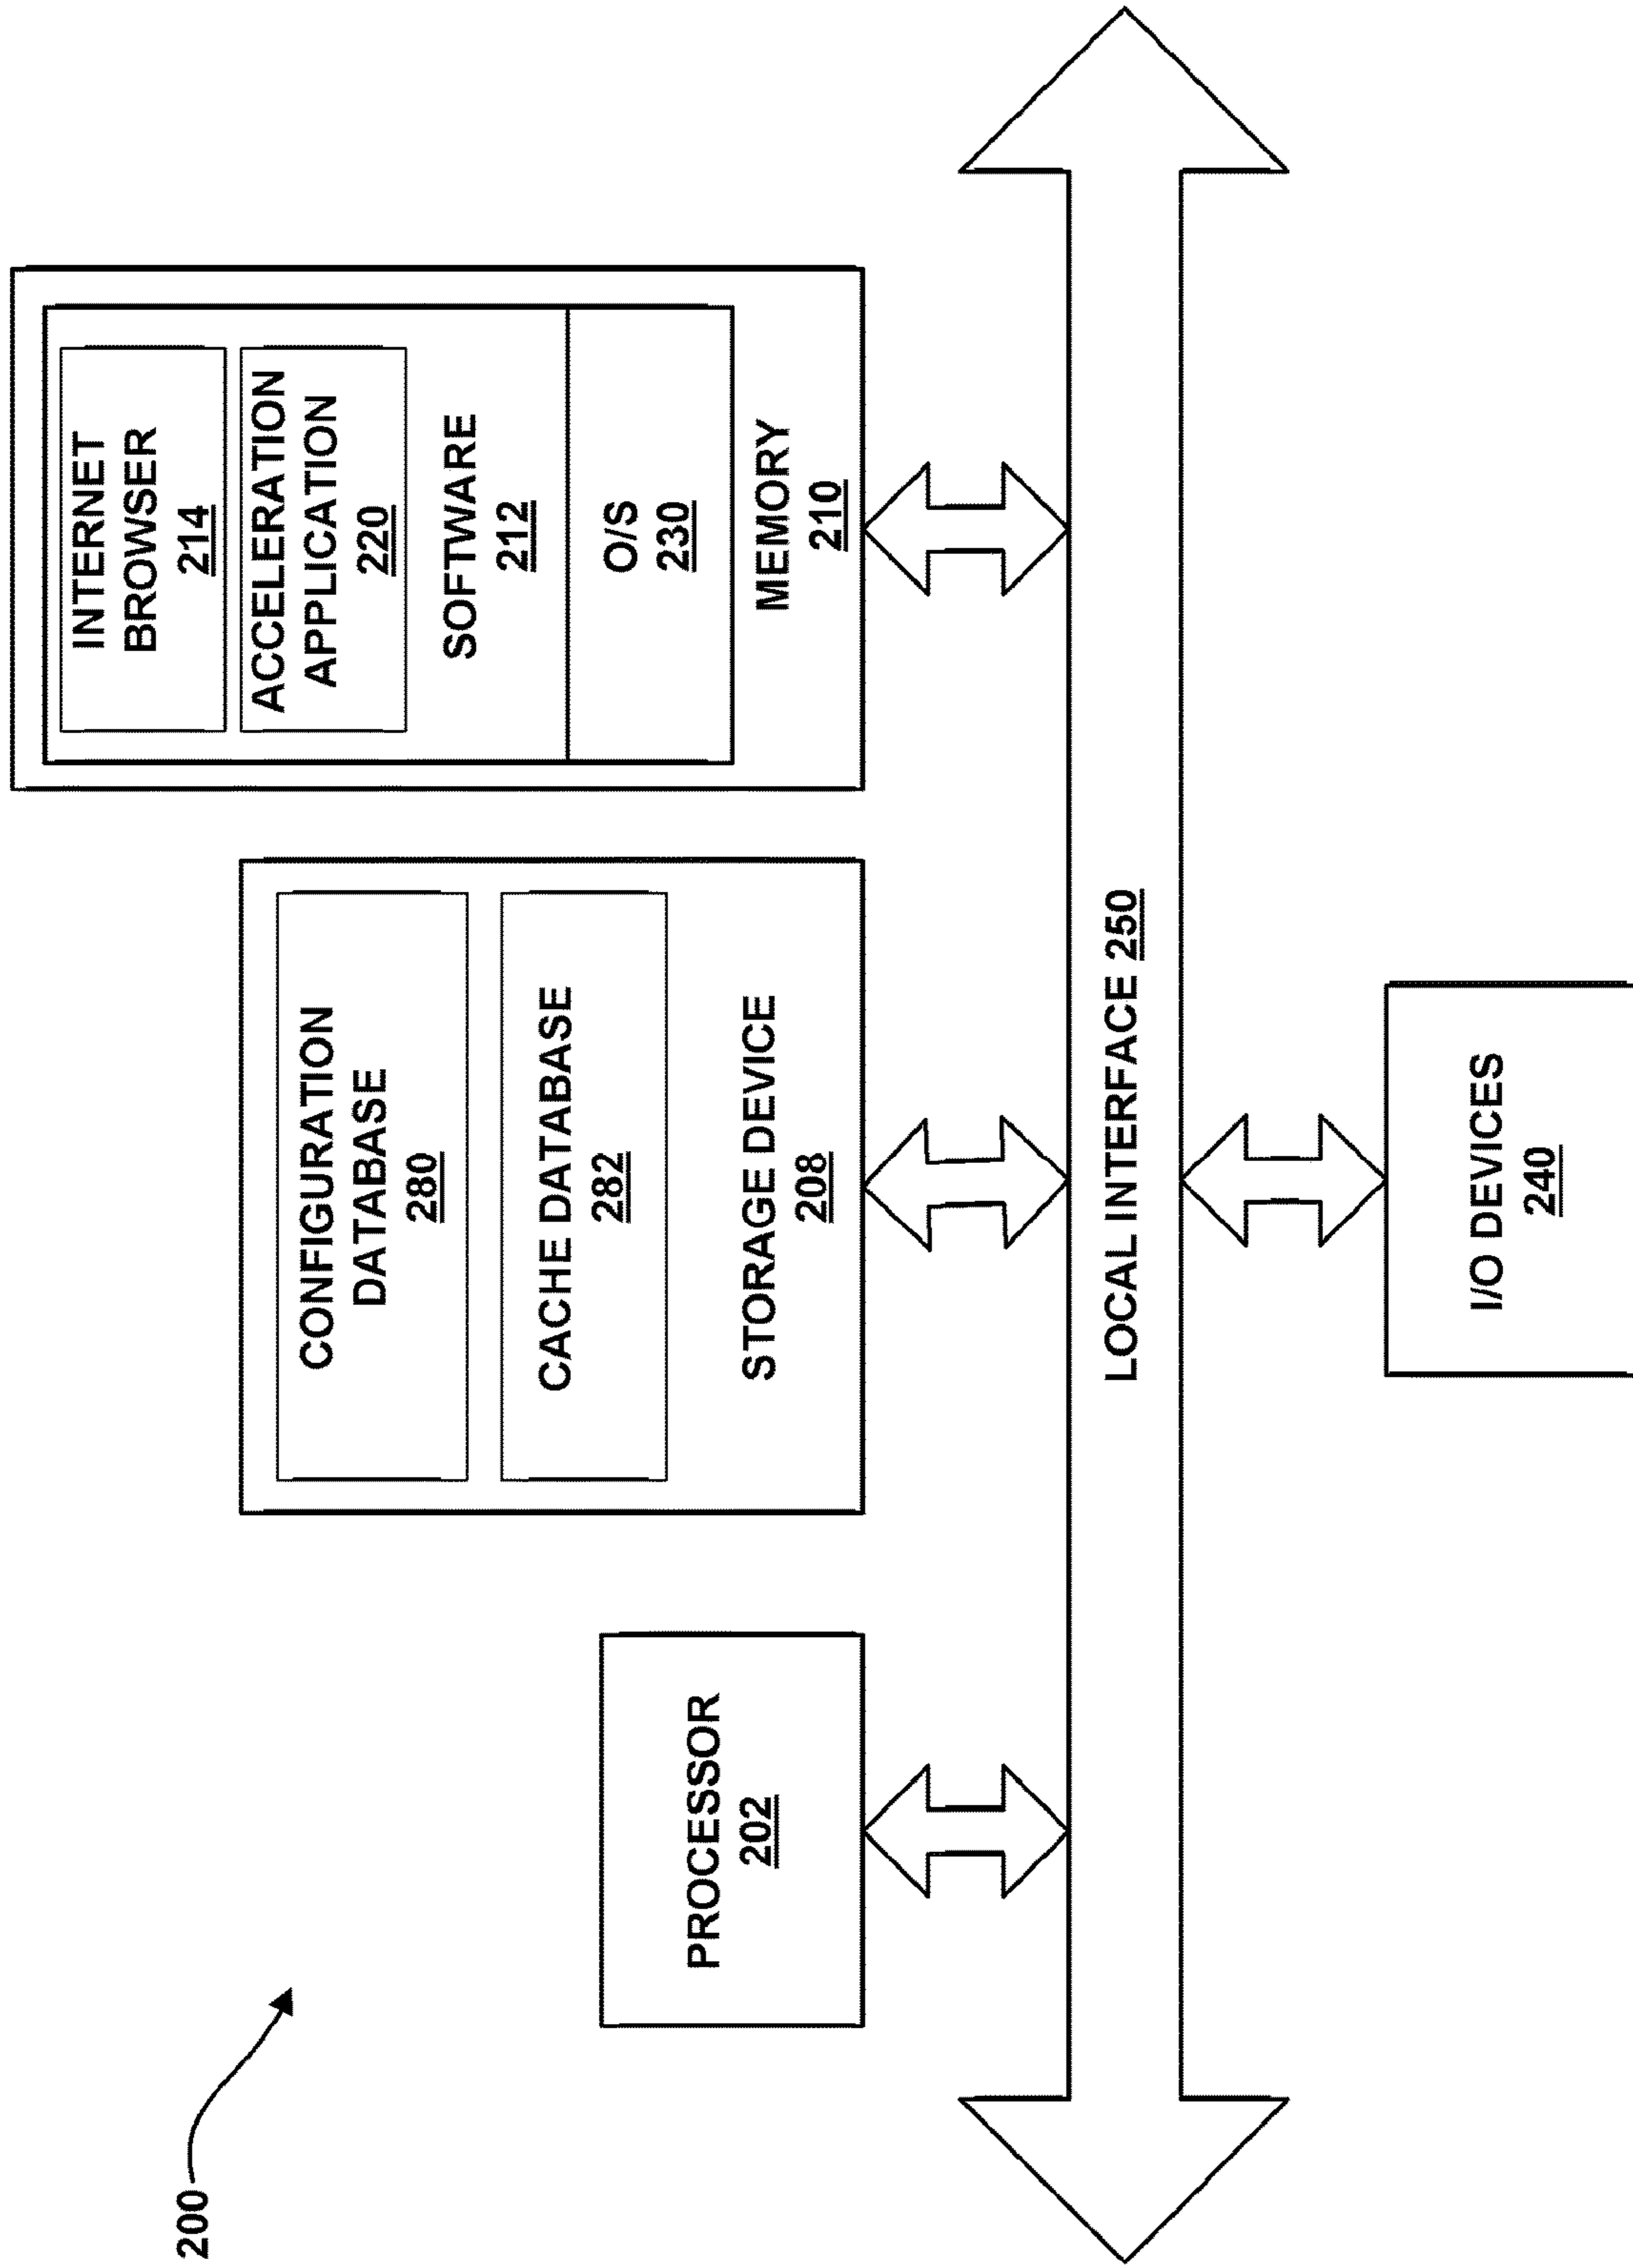 200
PROCESSOR
202
CONFIGURATION
DATABASE
280
CACHE DATABASE
282
STORAGE DEVICE
208
INTERNET
BROWSER
214
ACCELERATION
APPLICATION
220
SOFTWARE
212
O/S
230
MEMORY
210
LOCAL INTERFACE 250
I/O DEVICES
240